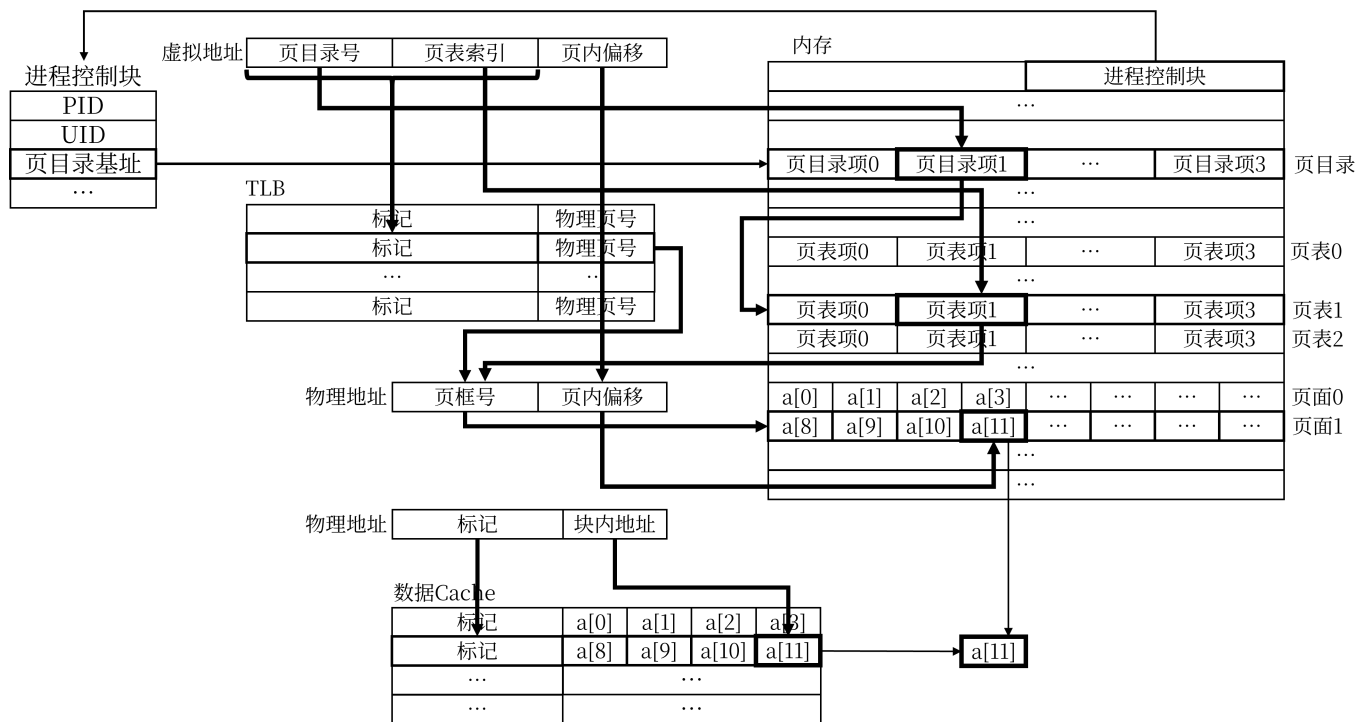 虚拟地址 页目录号 页表索引 页内偏移
内存
进程控制块
进程控制块
PID
UID
页目录基址
…
…
页目录项0 页目录项1 … 页目录项3 页目录
…
…
TLB
标记 物理页号
标记 物理页号
… …
标记 物理页号
页表项0 页表项1 … 页表项3 页表0
…
页表项0 页表项1 … 页表项3 页表1
页表项0 页表项1 … 页表项3 页表2
…
物理地址 页框号 页内偏移
a[0] a[1] a[2] a[3] … … … … 页面0
a[8] a[9] a[10] a[11] … … … … 页面1
…
…
物理地址 标记 块内地址
数据Cache
标记 a[0] a[1] a[2] a[3]
标记 a[8] a[9] a[10] a[11]
a[11]
… …
… …